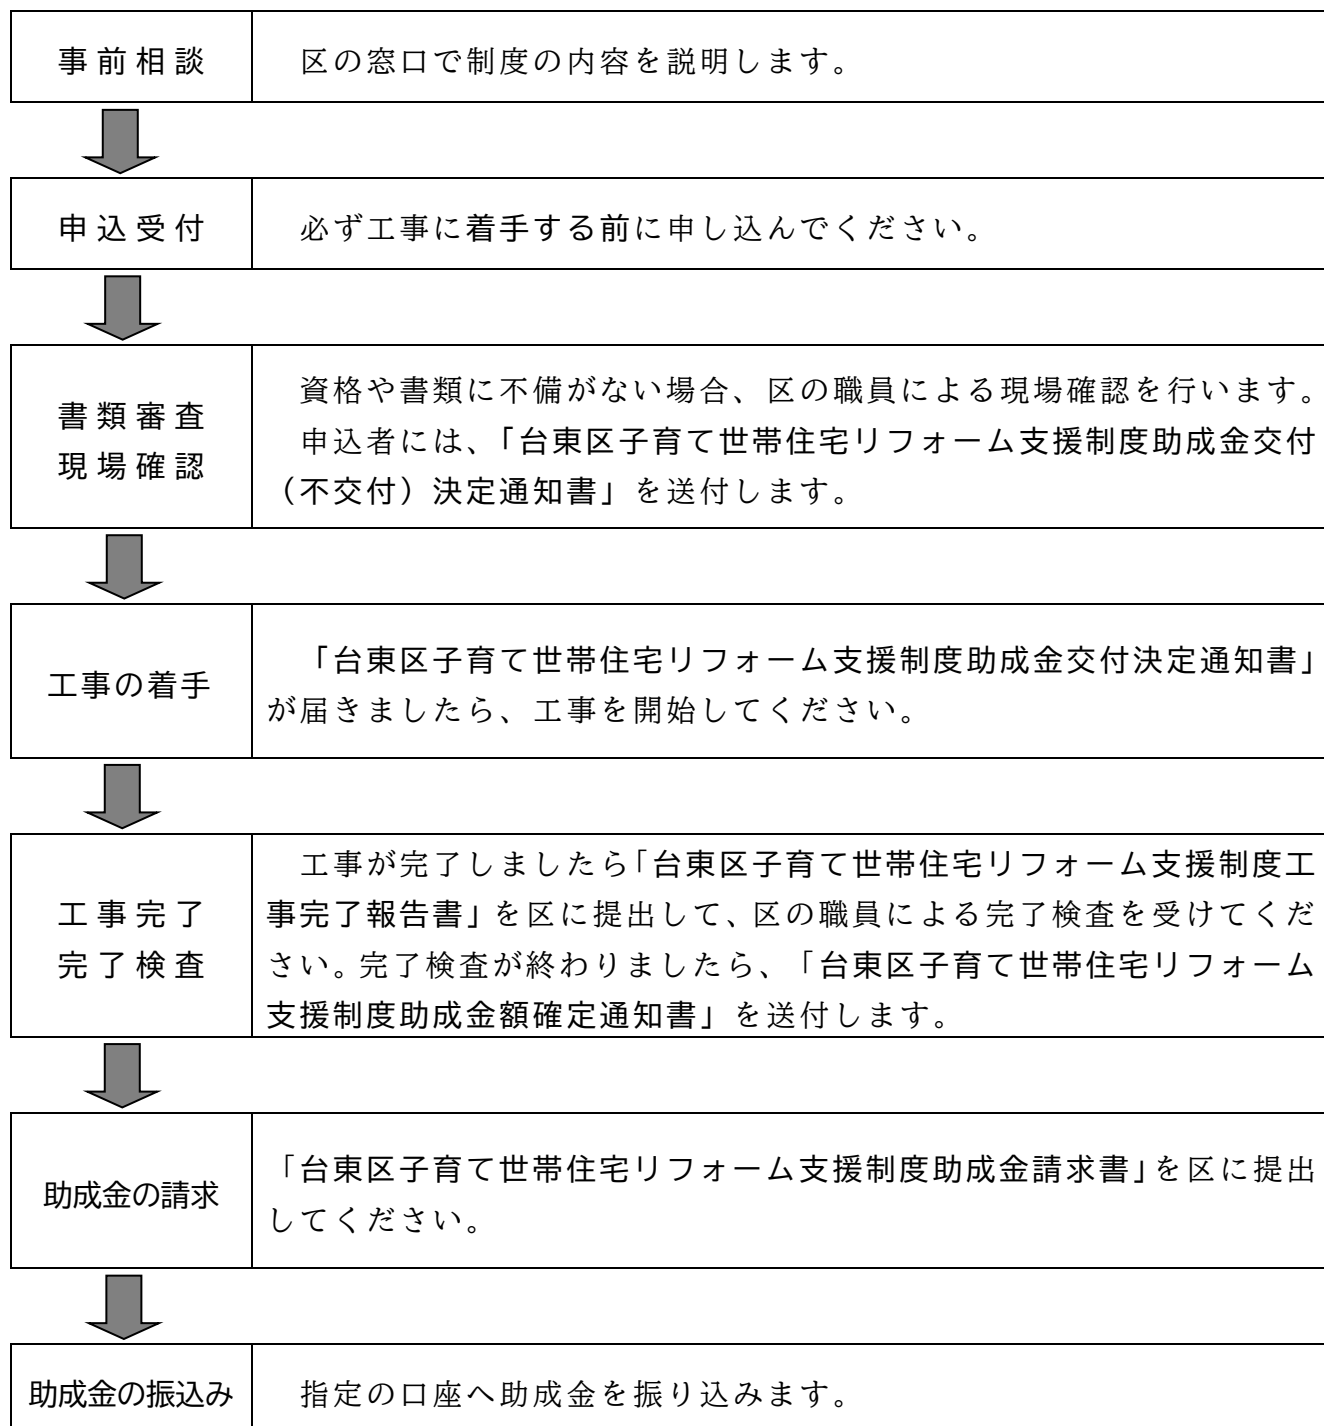 事前相談
区の窓口で制度の内容を説明します。
申込受付
必ず工事に着手する前に申し込んでください。
書類審査
現場確認
資格や書類に不備がない場合、区の職員による現場確認を行います。
申込者には、「台東区子育て世帯住宅リフォーム支援制度助成金交付
（不交付）決定通知書」を送付します。
工事の着手
「台東区子育て世帯住宅リフォーム支援制度助成金交付決定通知書」
が届きましたら、工事を開始してください。
工事完了
完了検査
工事が完了しましたら「台東区子育て世帯住宅リフォーム支援制度工
事完了報告書」を区に提出して、区の職員による完了検査を受けてくだ
さい。完了検査が終わりましたら、「台東区子育て世帯住宅リフォーム
支援制度助成金額確定通知書」を送付します。
助成金の請求
「台東区子育て世帯住宅リフォーム支援制度助成金請求書」を区に提出
してください。
助成金の振込み
指定の口座へ助成金を振り込みます。